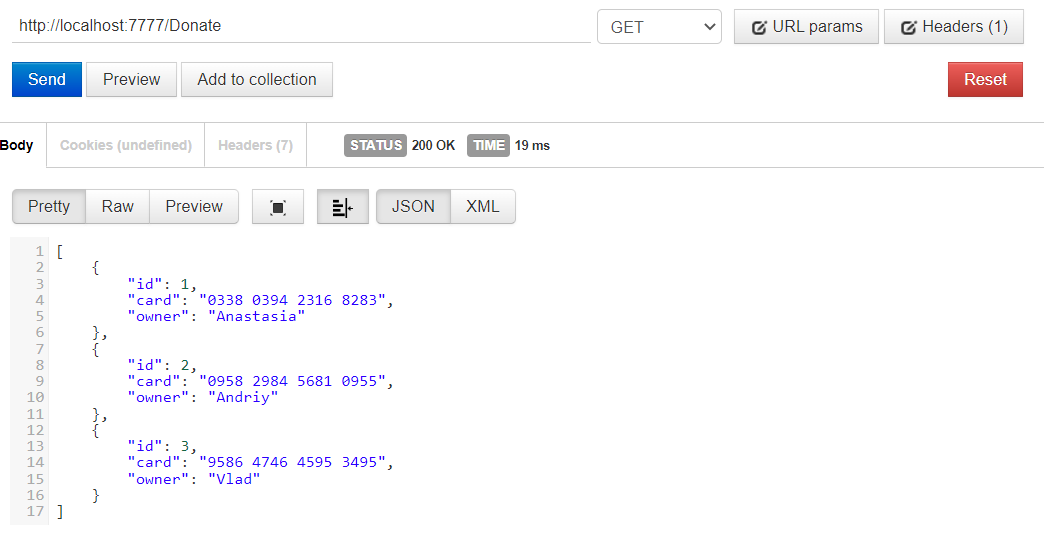 http://localhost:7777/Donate GET URL params Headers (1)
Send Preview Add to collection Reset
Body Cookies (undefined) Headers (7) STATUS 200 OK TIME 19 ms
Pretty Raw Preview JSON XML
1 [
2 {
3 "id": 1,
4 "card": "0338 0394 2316 8283",
5 "owner": "Anastasia"
6 },
7 {
8 "id": 2,
9 "card": "0958 2984 5681 0955",
10 "owner": "Andriy"
11 },
12 {
13 "id": 3,
14 "card": "9586 4746 4595 3495",
15 "owner": "Vlad"
16 }
17 ]